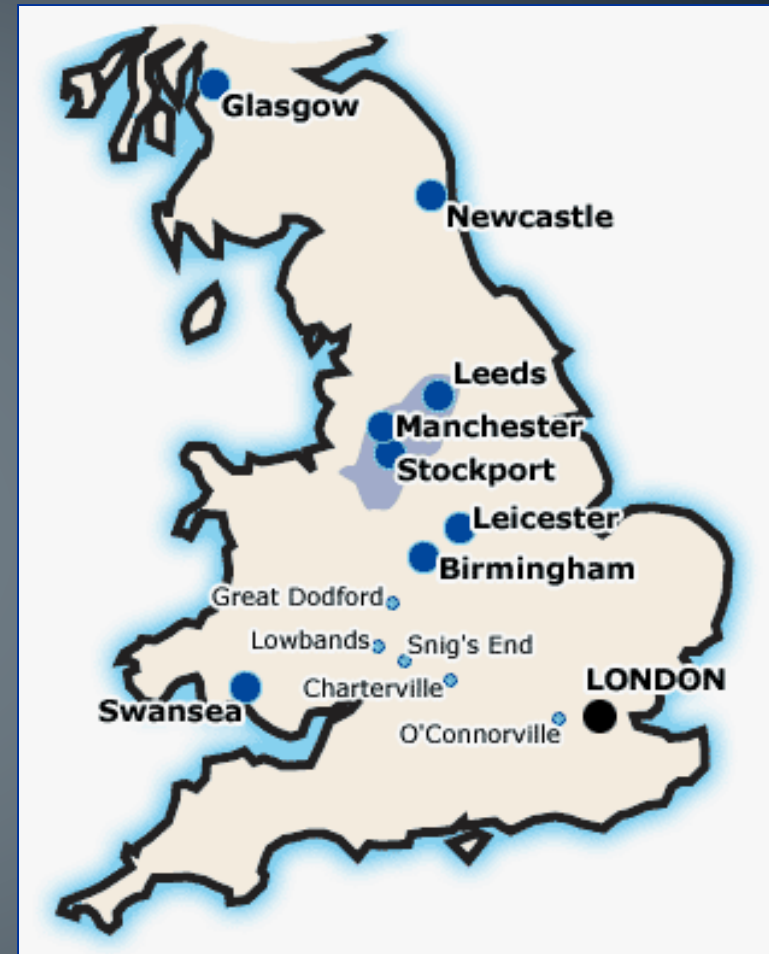 Glasgow
Newcastle
Leeds
Manchester
Stockport
Leicester
Birmingham
Great Dodford
Lowbands
Snig's End
Charterville
LONDON
Swansea
O'Connorville